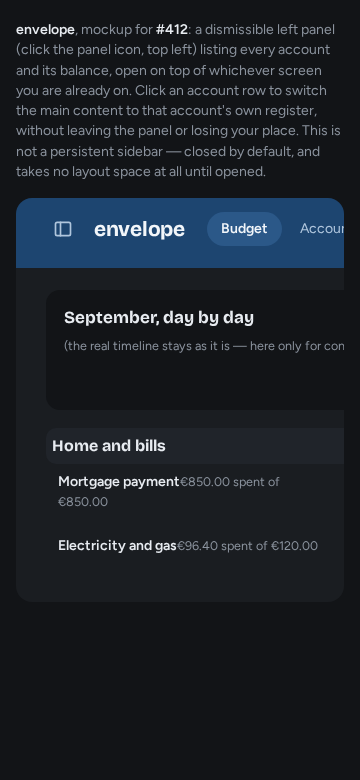 envelope, mockup for #412: a dismissible left panel
(click the panel icon, top left) listing every account
and its balance, open on top of whichever screen
you are already on. Click an account row to switch
the main content to that account's own register,
without leaving the panel or losing your place. This is
not a persistent sidebar — closed by default, and
takes no layout space at all until opened.
envelope Budget Accou
September, day by day
(the real timeline stays as it is — here only for con
Home and bills
Mortgage payment€850.00 spent of
€850.00
Electricity and gas€96.40 spent of €120.00